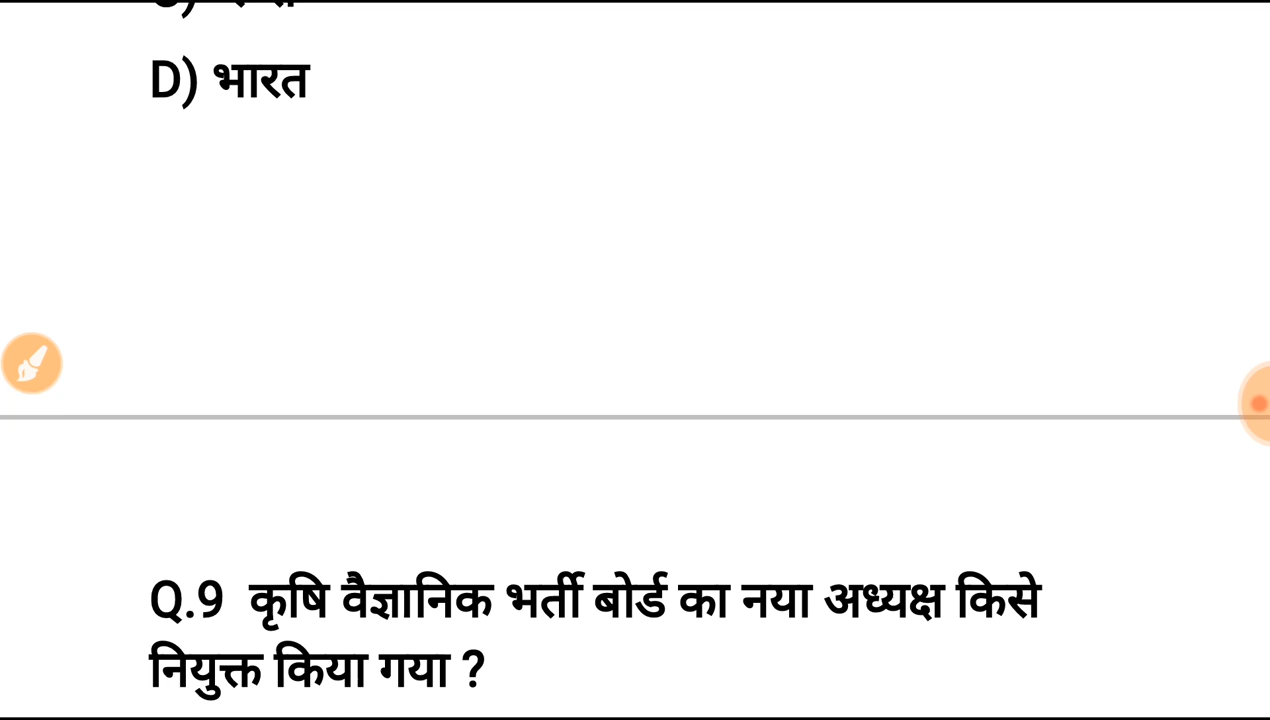 D) भारत
Q.9 कृषि वैज्ञानिक भर्ती बोर्ड का नया अध्यक्ष किसे
नियुक्त किया गया ?